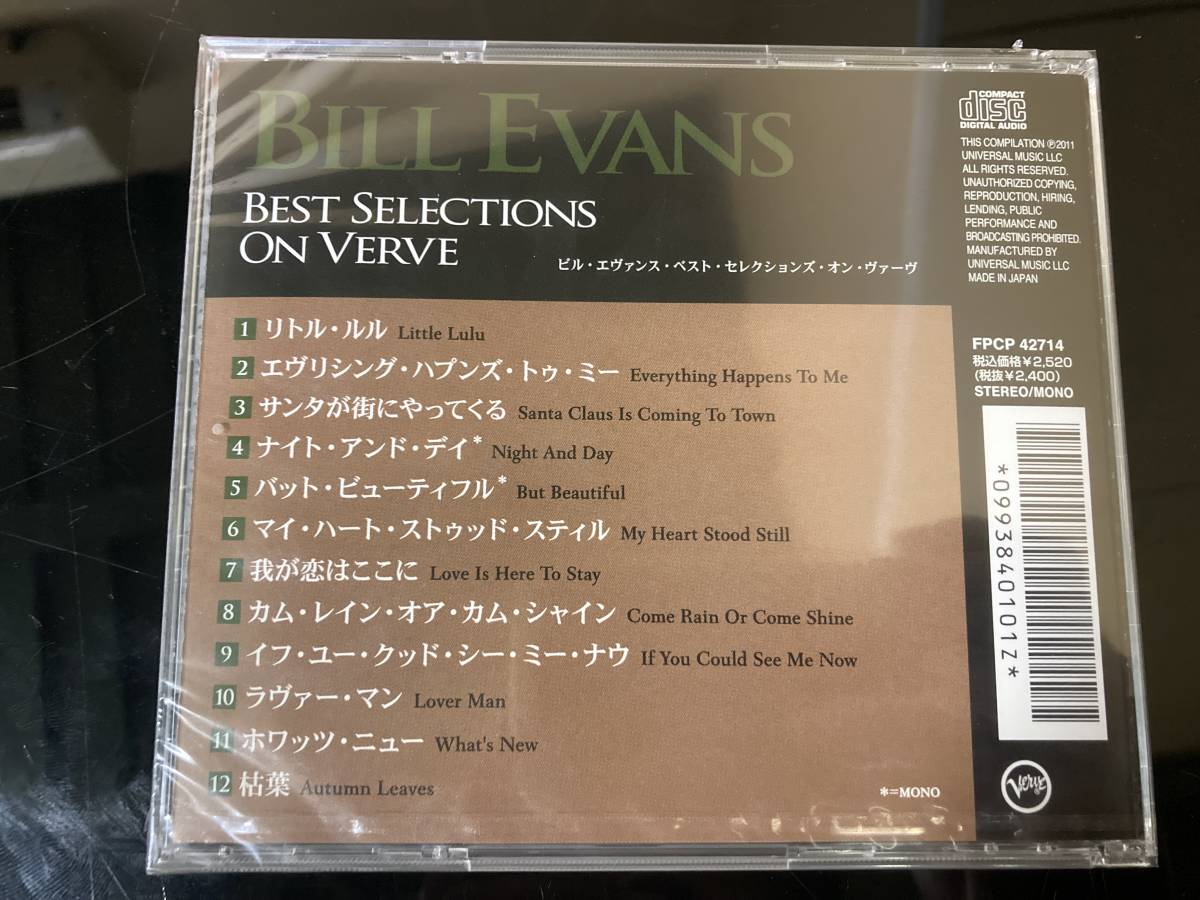 BILL EVANS
BEST SELECTIONS
ON VERVE
ビル・エヴァンス・ベスト・セレクションズ・オン・ヴァーヴ
1 リトル・ルル Little Lulu
2 エヴリシング・ハプンズ・トゥ・ミー Everything Happens To Me
3 サンタが街にやってくる Santa Claus Is Coming To Town
4 ナイト・アンド・デイ* Night And Day
5 バット・ビューティフル* But Beautiful
6 マイ・ハート・ストゥッド・スティル My Heart Stood Still
7 我が恋はここに Love Is Here To Stay
8 カム・レイン・オア・カム・シャイン Come Rain Or Come Shine
9 イフ・ユー・クッド・シー・ミー・ナウ If You Could See Me Now
10 ラヴァー・マン Lover Man
11 ホワッツ・ニュー What's New
12 枯葉 Autumn Leaves
*=MONO
COMPACT
disc
DIGITAL AUDIO
THIS COMPILATION ℗2011
UNIVERSAL MUSIC LLC
ALL RIGHTS RESERVED.
UNAUTHORIZED COPYING,
REPRODUCTION, HIRING,
LENDING, PUBLIC
PERFORMANCE AND
BROADCASTING PROHIBITED.
MANUFACTURED BY
UNIVERSAL MUSIC LLC
MADE IN JAPAN
FPCP 42714
税込価格¥2,520
(税抜¥2,400)
STEREO/MONO
*0993840101Z*
Verve